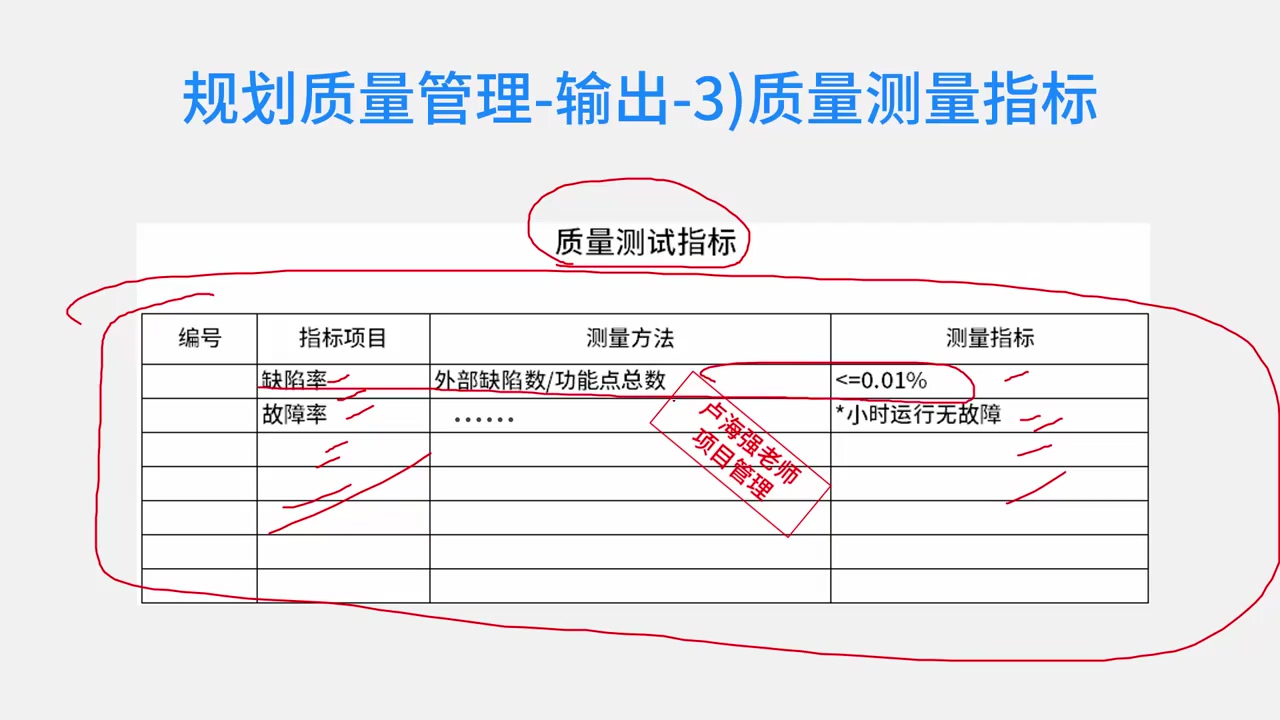 规划质量管理-输出-3)质量测量指标
质量测试指标
编号 指标项目 测量方法 测量指标
缺陷率 外部缺陷数/功能点总数 <=0.01%
故障率 …… *小时运行无故障
卢海强老师
项目管理